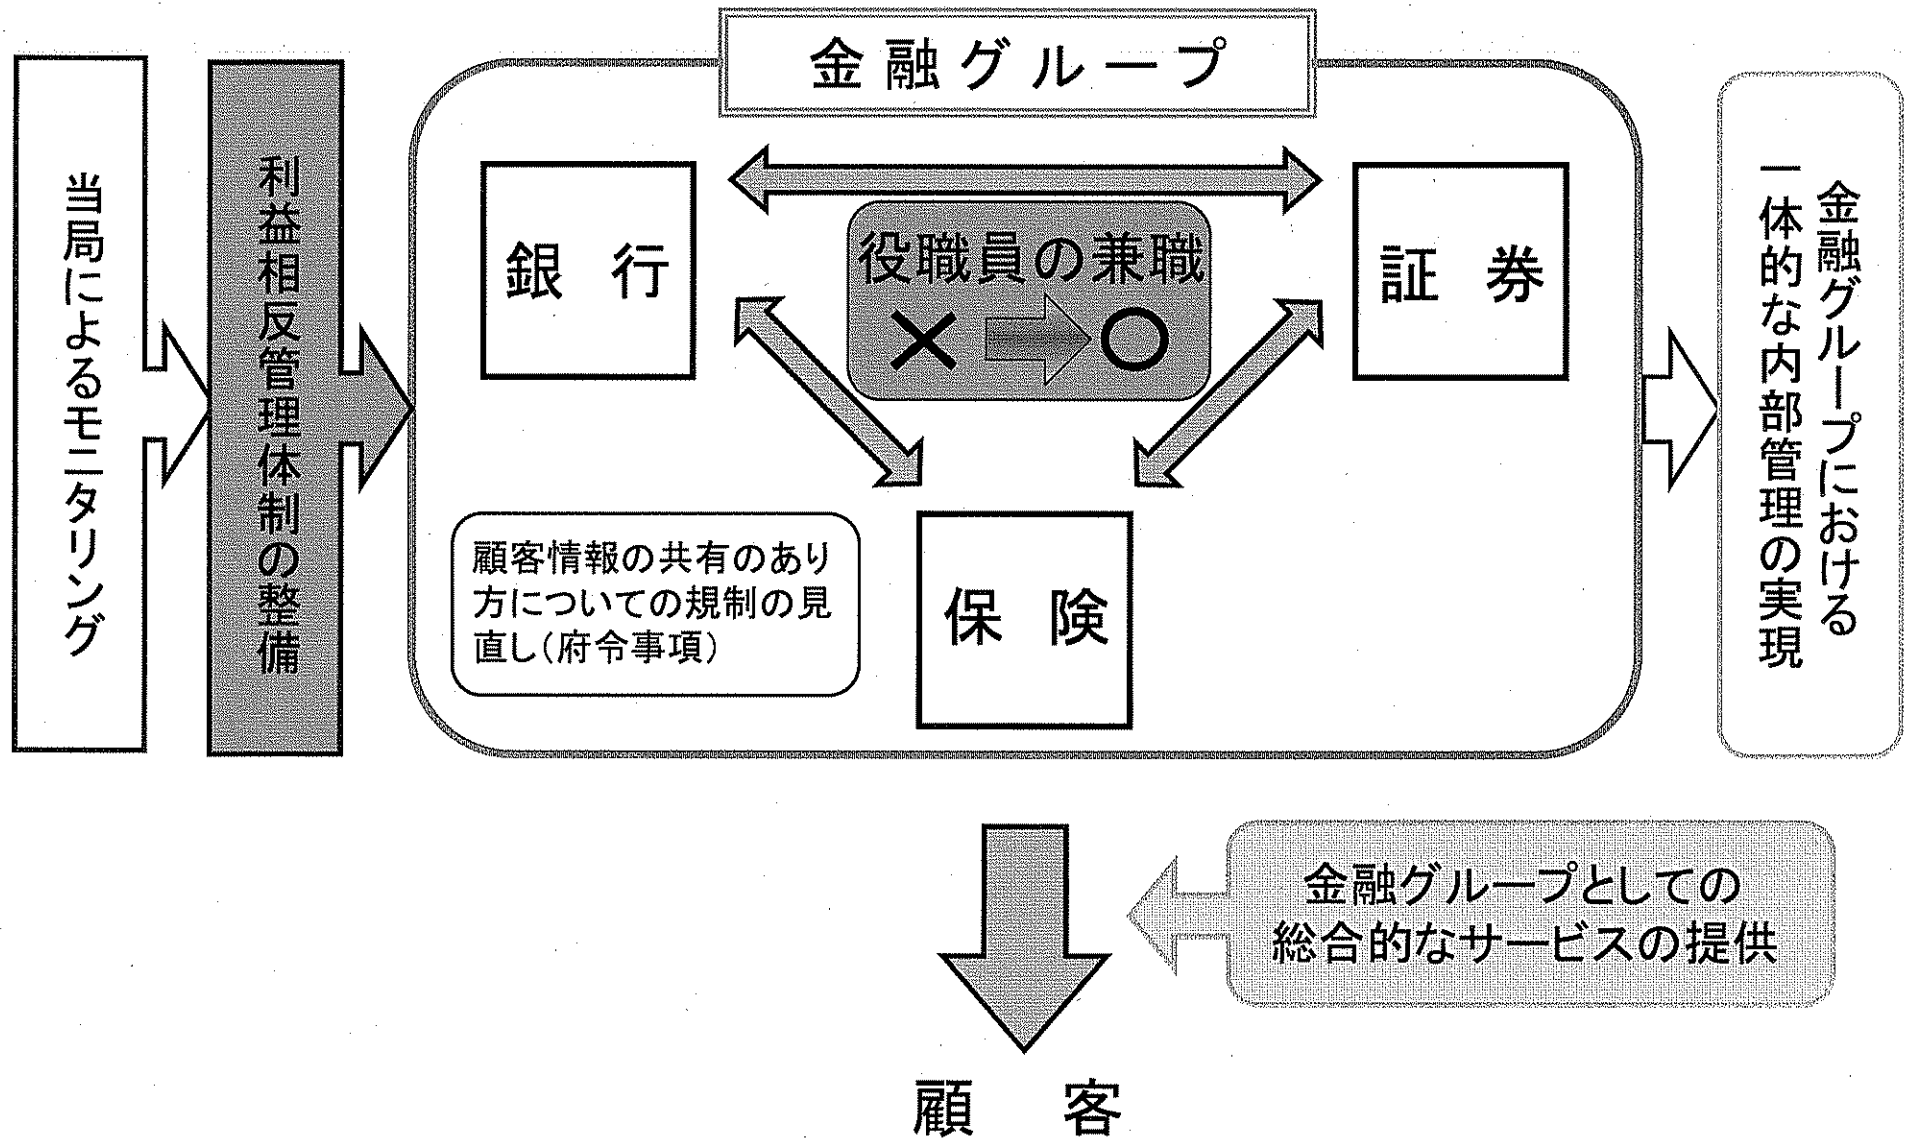 金融グループ
当局によるモニタリング
利益相反管理体制の整備
銀行
役職員の兼職
× ○
証券
顧客情報の共有のあり
方についての規制の見
直し(府令事項)
保険
金融グループにおける
一体的な内部管理の実現
金融グループとしての
総合的なサービスの提供
顧客